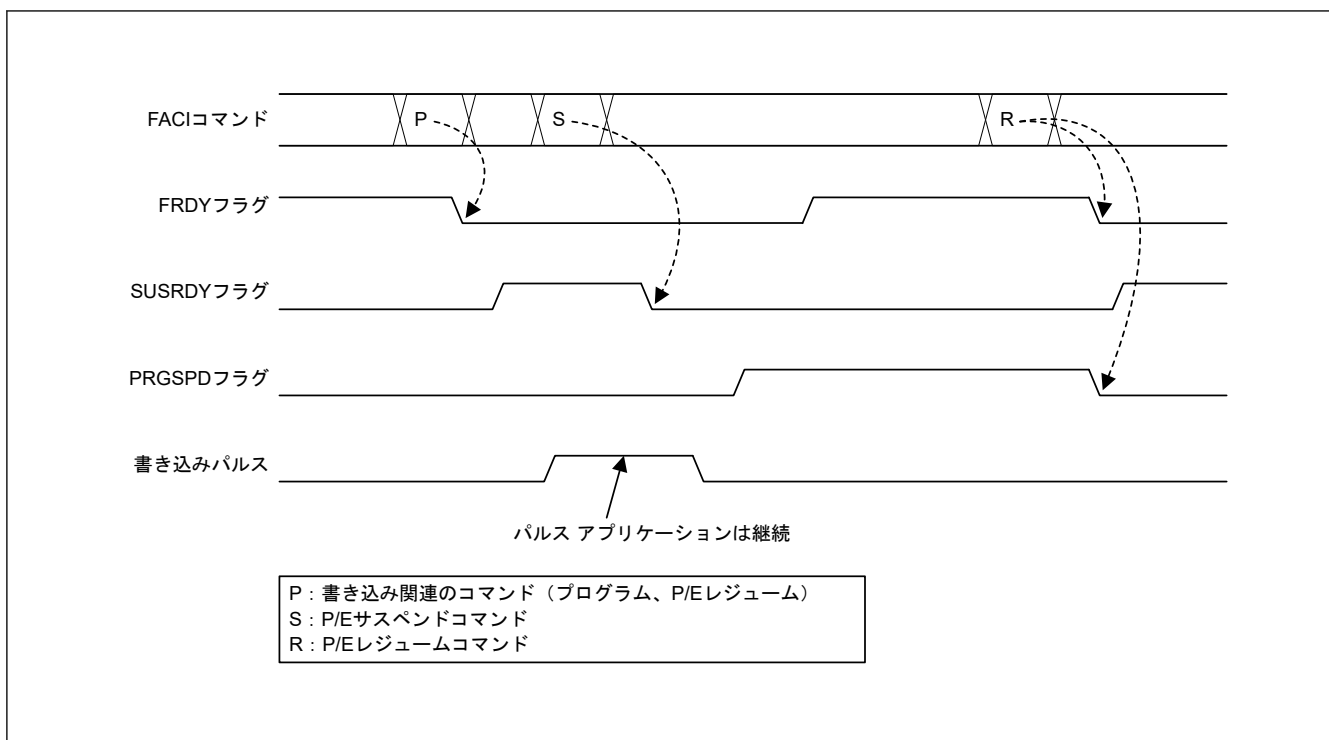 FACIコマンド
P
S
R
FRDYフラグ
SUSRDYフラグ
PRGSPDフラグ
書き込みパルス
パルス アプリケーションは継続
P：書き込み関連のコマンド（プログラム、P/Eレジューム）
S：P/Eサスペンドコマンド
R：P/Eレジュームコマンド